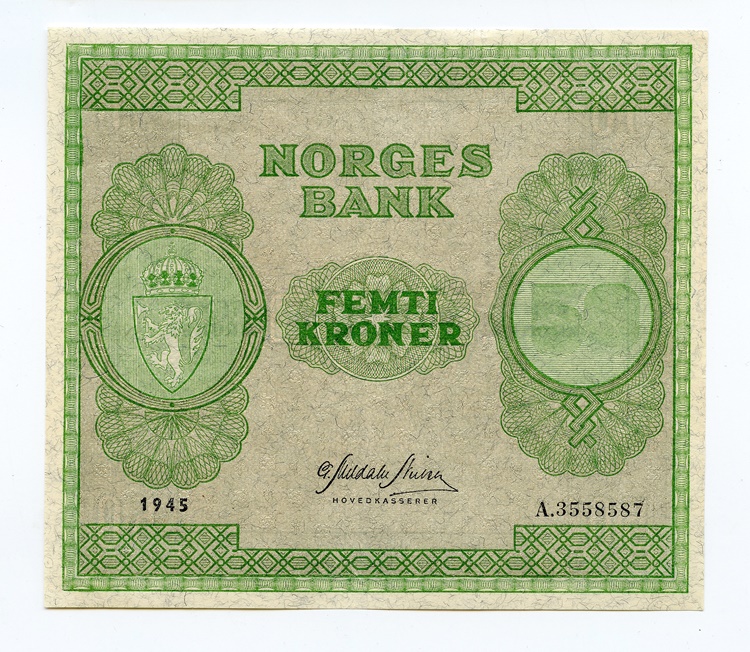 NORGES
BANK
FEMTI
KRONER
HOVEDKASSERER
1945
A.3558587